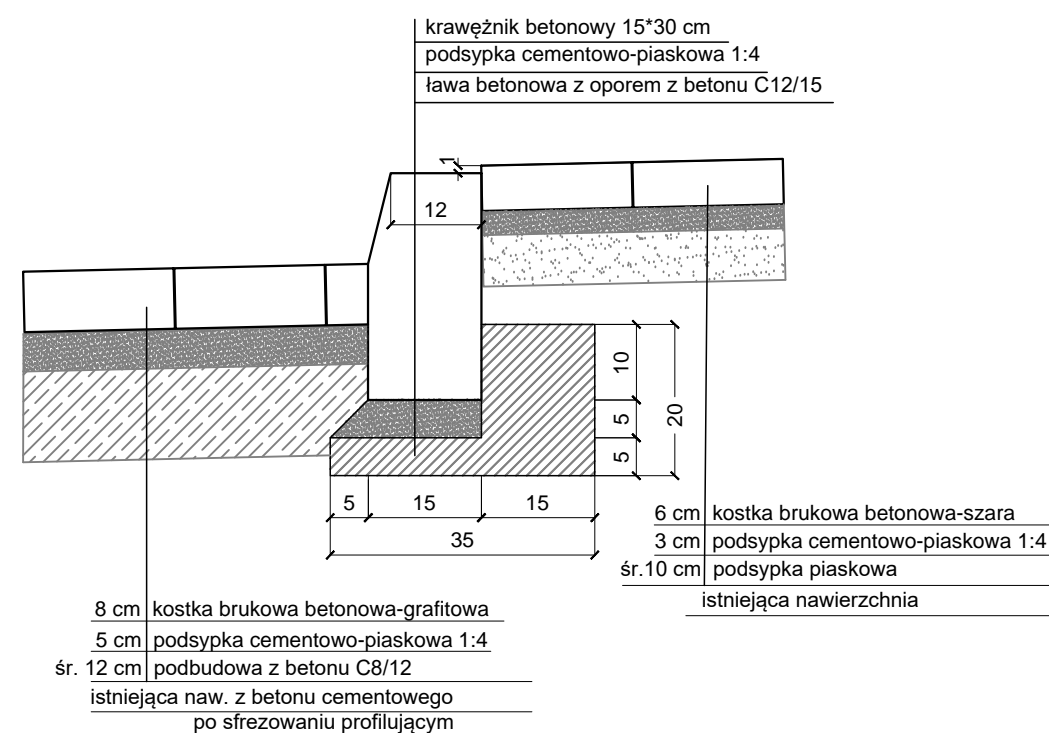 krawężnik betonowy 15*30 cm
podsypka cementowo-piaskowa 1:4
ława betonowa z oporem z betonu C12/15
1
12
10
5
5
20
5 15 15
35
6 cm kostka brukowa betonowa-szara
3 cm podsypka cementowo-piaskowa 1:4
śr.10 cm podsypka piaskowa
istniejąca nawierzchnia
8 cm kostka brukowa betonowa-grafitowa
5 cm podsypka cementowo-piaskowa 1:4
śr. 12 cm podbudowa z betonu C8/12
istniejąca naw. z betonu cementowego
po sfrezowaniu profilującym